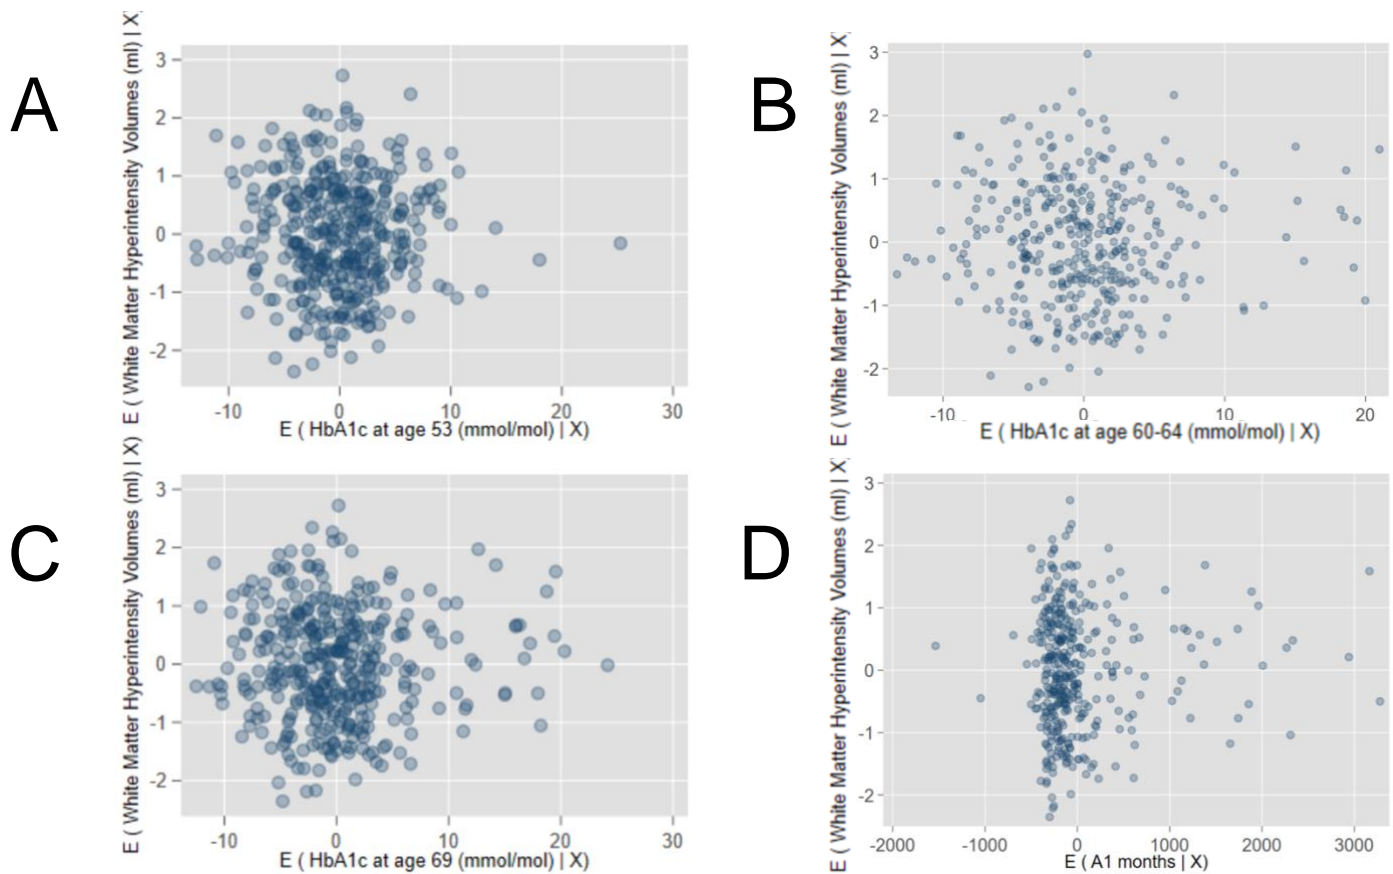 A
E ( White Matter Hyperintensity Volumes (ml) | X
3
2
1
0
-1
-2
-10 0 10 20 30
E ( HbA1c at age 53 (mmol/mol) | X)
B
E ( White Matter Hyperintensity Volumes (ml) | X
3
2
1
0
-1
-2
-10 0 10 20
E ( HbA1c at age 60-64 (mmol/mol) | X)
C
E ( White Matter Hyperintensity Volumes (ml) | X)
3
2
1
0
-1
-2
-10 0 10 20 30
E ( HbA1c at age 69 (mmol/mol) | X)
D
E ( White Matter Hyperintensity Volumes (ml) | X
3
2
1
0
-1
-2
-2000 -1000 0 1000 2000 3000
E ( A1 months | X)